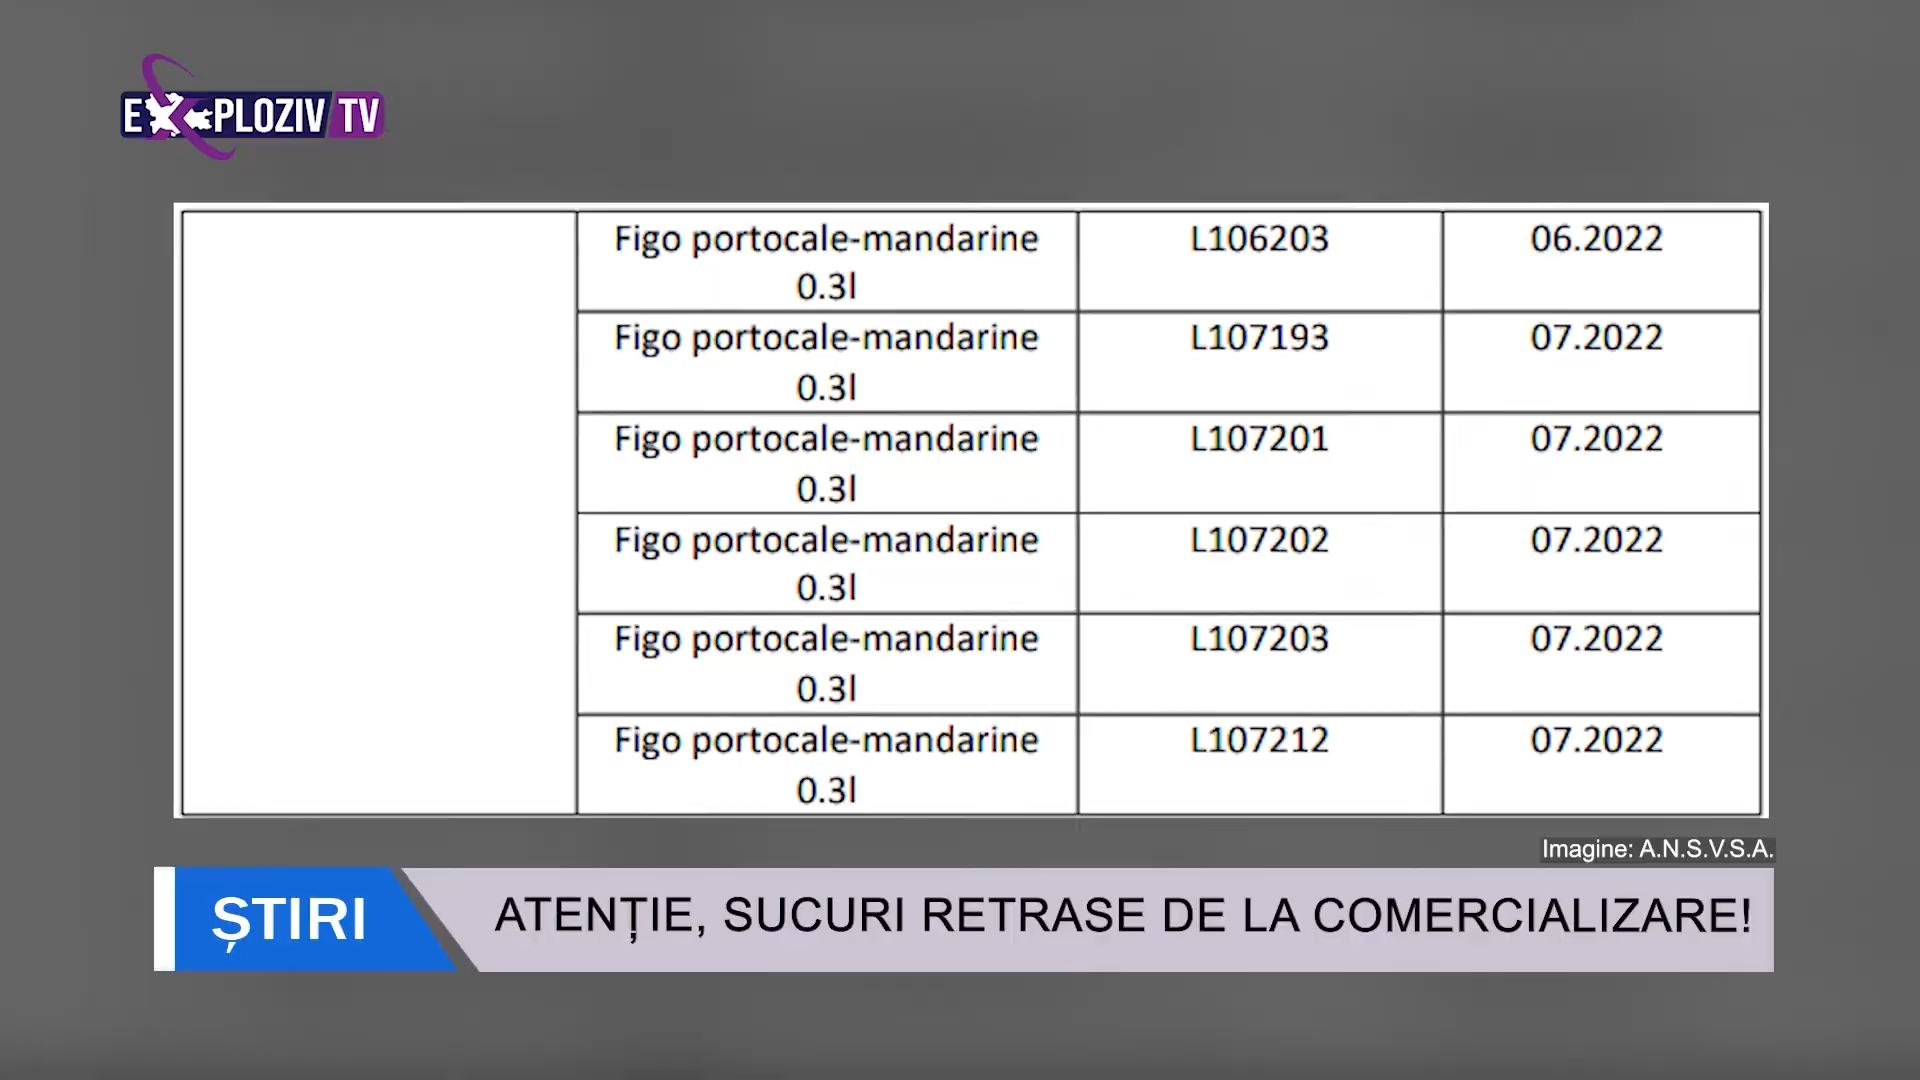 EXPLOZIV TV
Figo portocale-mandarine L106203 06.2022
0.3l
Figo portocale-mandarine L107193 07.2022
0.3l
Figo portocale-mandarine L107201 07.2022
0.3l
Figo portocale-mandarine L107202 07.2022
0.3l
Figo portocale-mandarine L107203 07.2022
0.3l
Figo portocale-mandarine L107212 07.2022
0.3l
Imagine: A.N.S.V.S.A.
ȘTIRI ATENȚIE, SUCURI RETRASE DE LA COMERCIALIZARE!